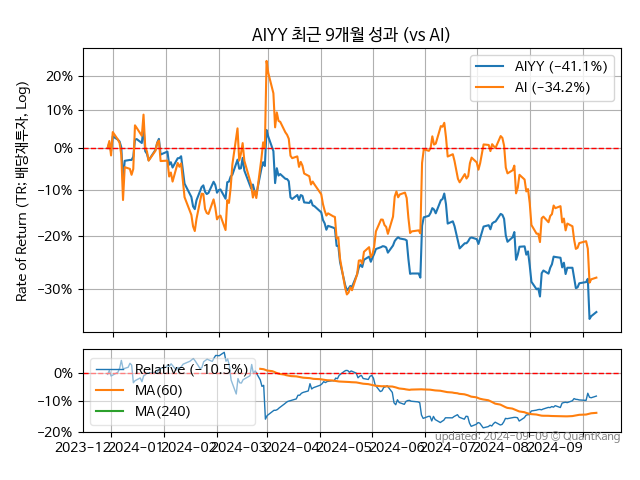 AIYY 최근 9개월 성과 (vs AI)
Rate of Return (TR: 배당재투자, Log)
20%
10%
0%
−10%
−20%
−30%
AIYY (−41.1%)
AI (−34.2%)
0%
−10%
−20%
Relative (−10.5%)
MA(60)
MA(240)
2023-12 2024-01 2024-02 2024-03 2024-04 2024-05 2024-06 2024-07 2024-08 2024-09
updated: 2024-09-09 © QuantKang